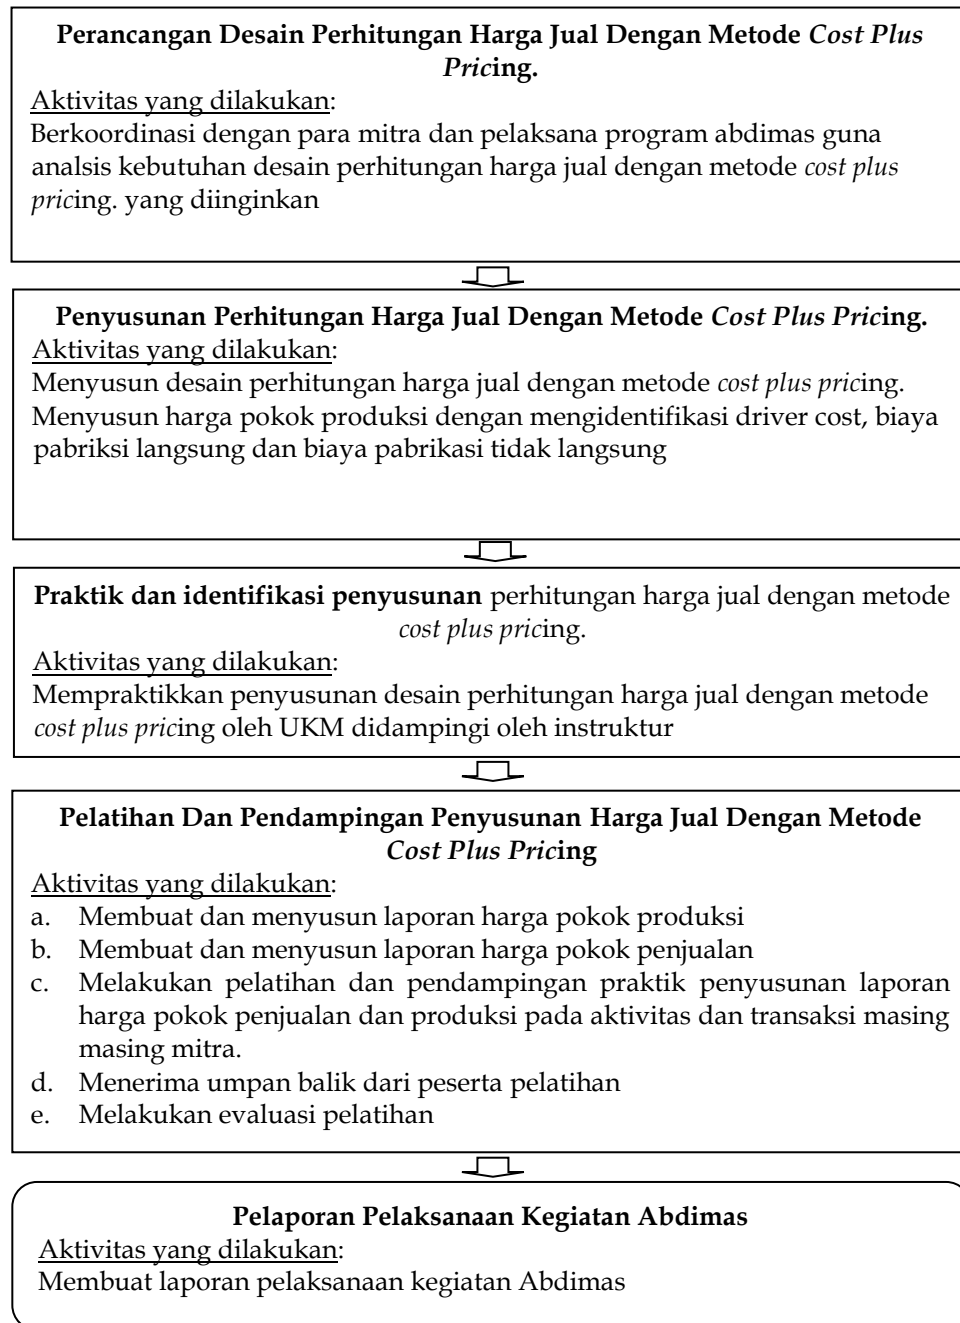 Perancangan Desain Perhitungan Harga Jual Dengan Metode Cost Plus
Pricing.
Aktivitas yang dilakukan:
Berkoordinasi dengan para mitra dan pelaksana program abdimas guna
analsis kebutuhan desain perhitungan harga jual dengan metode cost plus
pricing. yang diinginkan
Penyusunan Perhitungan Harga Jual Dengan Metode Cost Plus Pricing.
Aktivitas yang dilakukan:
Menyusun desain perhitungan harga jual dengan metode cost plus pricing.
Menyusun harga pokok produksi dengan mengidentifikasi driver cost, biaya
pabriksi langsung dan biaya pabrikasi tidak langsung
Praktik dan identifikasi penyusunan perhitungan harga jual dengan metode
cost plus pricing.
Aktivitas yang dilakukan:
Mempraktikkan penyusunan desain perhitungan harga jual dengan metode
cost plus pricing oleh UKM didampingi oleh instruktur
Pelatihan Dan Pendampingan Penyusunan Harga Jual Dengan Metode
Cost Plus Pricing
Aktivitas yang dilakukan:
a. Membuat dan menyusun laporan harga pokok produksi
b. Membuat dan menyusun laporan harga pokok penjualan
c. Melakukan pelatihan dan pendampingan praktik penyusunan laporan
harga pokok penjualan dan produksi pada aktivitas dan transaksi masing
masing mitra.
d. Menerima umpan balik dari peserta pelatihan
e. Melakukan evaluasi pelatihan
Pelaporan Pelaksanaan Kegiatan Abdimas
Aktivitas yang dilakukan:
Membuat laporan pelaksanaan kegiatan Abdimas